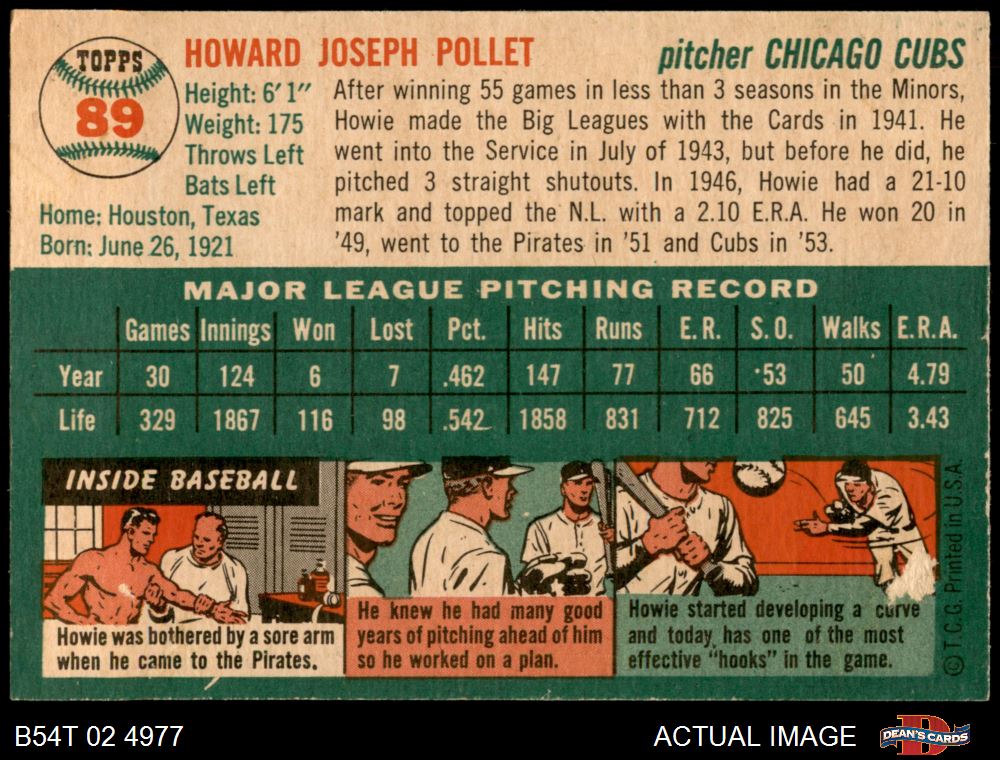 TOPPS
89
HOWARD JOSEPH POLLET
pitcher CHICAGO CUBS
Height: 6' 1"
Weight: 175
Throws Left
Bats Left
Home: Houston, Texas
Born: June 26, 1921
After winning 55 games in less than 3 seasons in the Minors,
Howie made the Big Leagues with the Cards in 1941. He
went into the Service in July of 1943, but before he did, he
pitched 3 straight shutouts. In 1946, Howie had a 21-10
mark and topped the N.L. with a 2.10 E.R.A. He won 20 in
'49, went to the Pirates in '51 and Cubs in '53.
MAJOR LEAGUE PITCHING RECORD
Games Innings Won Lost Pct. Hits Runs E.R. S.O. Walks E.R.A.
Year 30 124 6 7 .462 147 77 66 53 50 4.79
Life 329 1867 116 98 .542 1858 831 712 825 645 3.43
INSIDE BASEBALL
Howie was bothered by a sore arm
when he came to the Pirates.
He knew he had many good
years of pitching ahead of him
so he worked on a plan.
Howie started developing a curve
and today has one of the most
effective "hooks" in the game.
© T.C.G. Printed in U.S.A.
B54T 02 4977
ACTUAL IMAGE
D
DEAN'S CARDS